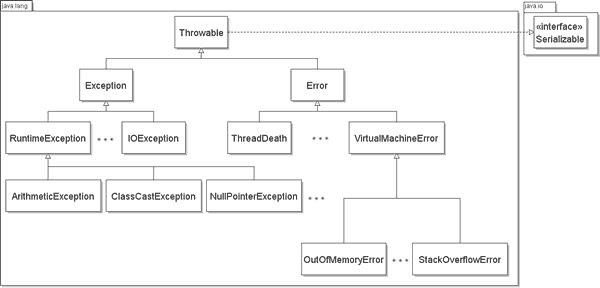 java.lang
java.io
Throwable
«interface»
Serializable
Exception
Error
RuntimeException
IOException
ThreadDeath
VirtualMachineError
ArithmeticException
ClassCastException
NullPointerException
OutOfMemoryError
StackOverflowError